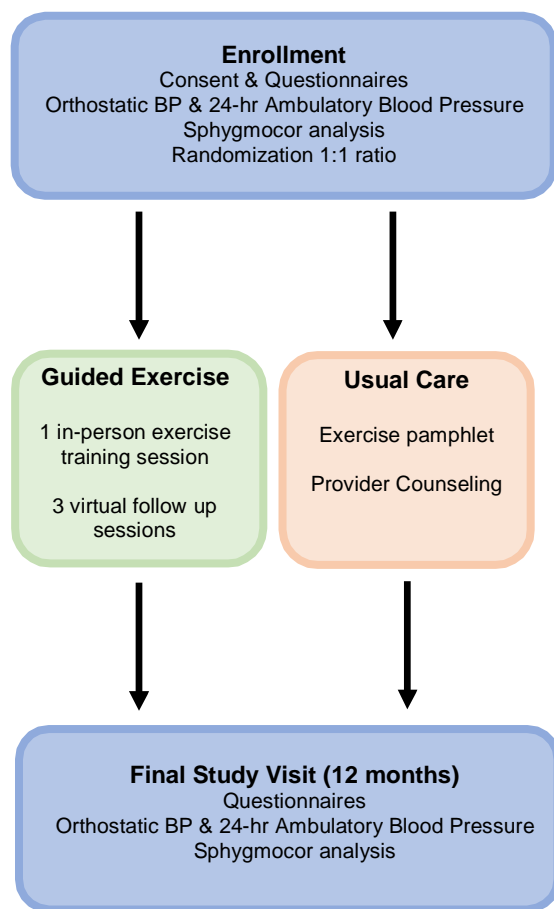 Enrollment
Consent & Questionnaires
Orthostatic BP & 24-hr Ambulatory Blood Pressure
Sphygmocor analysis
Randomization 1:1 ratio
Guided Exercise
1 in-person exercise
training session
3 virtual follow up
sessions
Usual Care
Exercise pamphlet
Provider Counseling
Final Study Visit (12 months)
Questionnaires
Orthostatic BP & 24-hr Ambulatory Blood Pressure
Sphygmocor analysis